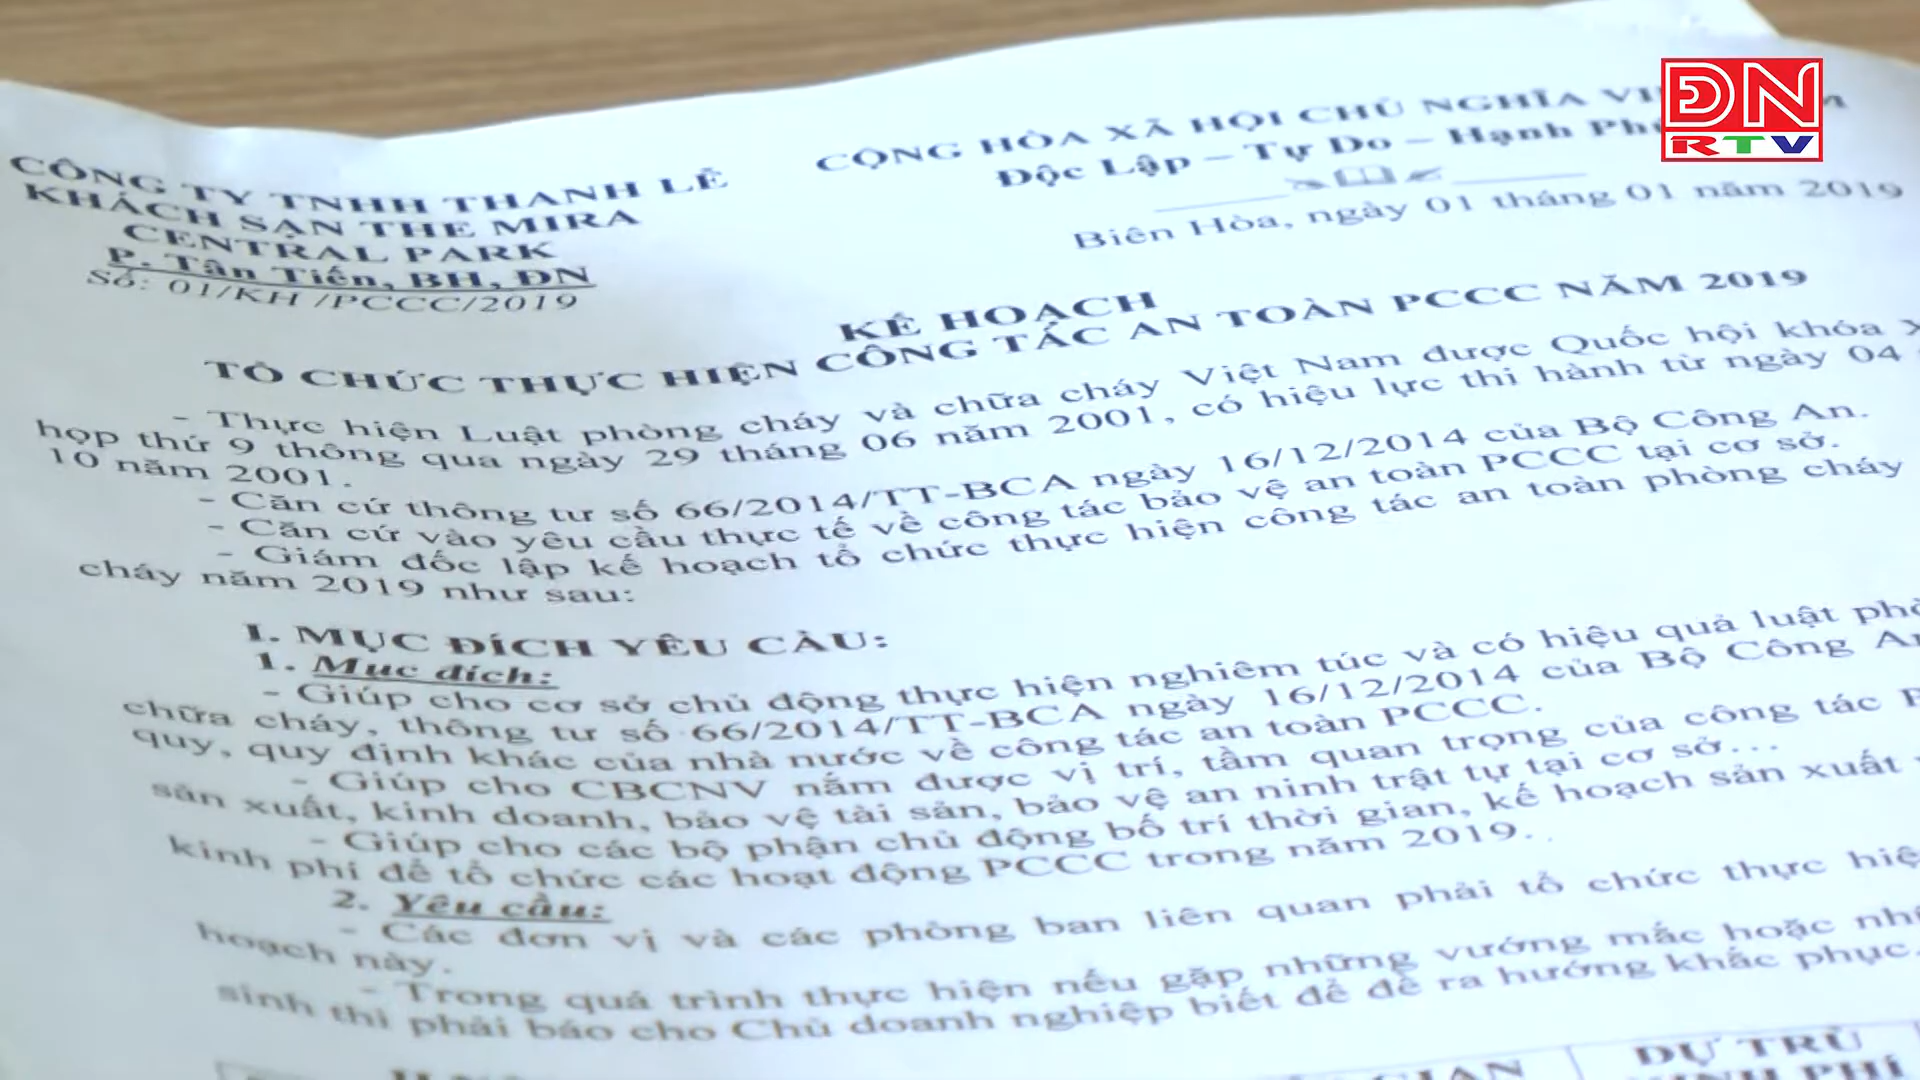 ĐN
RTV
CÔNG TY TNHH THANH LỄ
KHÁCH SẠN THE MIRA
CENTRAL PARK
P. Tân Tiến, BH, ĐN
Số: 01/KH /PCCC/2019
CỘNG HÒA XÃ HỘI CHỦ NGHĨA
Độc Lập – Tự Do – Hạnh
Biên Hòa, ngày 01 tháng 01 năm 2019
KẾ HOẠCH
TỔ CHỨC THỰC HIỆN CÔNG TÁC AN TOÀN PCCC NĂM 2019
- Thực hiện Luật phòng cháy và chữa cháy Việt Nam được Quốc hội khóa
họp thứ 9 thông qua ngày 29 tháng 06 năm 2001, có hiệu lực thi hành từ ngày 04
10 năm 2001.
- Căn cứ thông tư số 66/2014/TT-BCA ngày 16/12/2014 của Bộ Công An.
- Căn cứ vào yêu cầu thực tế về công tác bảo vệ an toàn PCCC tại cơ sở.
- Giám đốc lập kế hoạch tổ chức thực hiện công tác an toàn phòng cháy
cháy năm 2019 như sau:
I. MỤC ĐÍCH YÊU CẦU:
1. Mục đích:
- Giúp cho cơ sở chủ động thực hiện nghiêm túc và có hiệu quả luật
chữa cháy, thông tư số 66/2014/TT-BCA ngày 16/12/2014 của Bộ Công An
quy, quy định khác của nhà nước về công tác an toàn PCCC.
- Giúp cho CBCNV nắm được vị trí, tầm quan trọng của công tác
sản xuất, kinh doanh, bảo vệ tài sản, bảo vệ an ninh trật tự tại cơ sở...
- Giúp cho các bộ phận chủ động bố trí thời gian, kế hoạch sản xuất
kinh phí để tổ chức các hoạt động PCCC trong năm 2019.
2. Yêu cầu:
- Các đơn vị và các phòng ban liên quan phải tổ chức thực
hoạch này.
- Trong quá trình thực hiện nếu gặp những vướng mắc hoặc
sinh thì phải báo cho Chủ doanh nghiệp biết để đề ra hướng khắc phục.
DỰ TRÙ